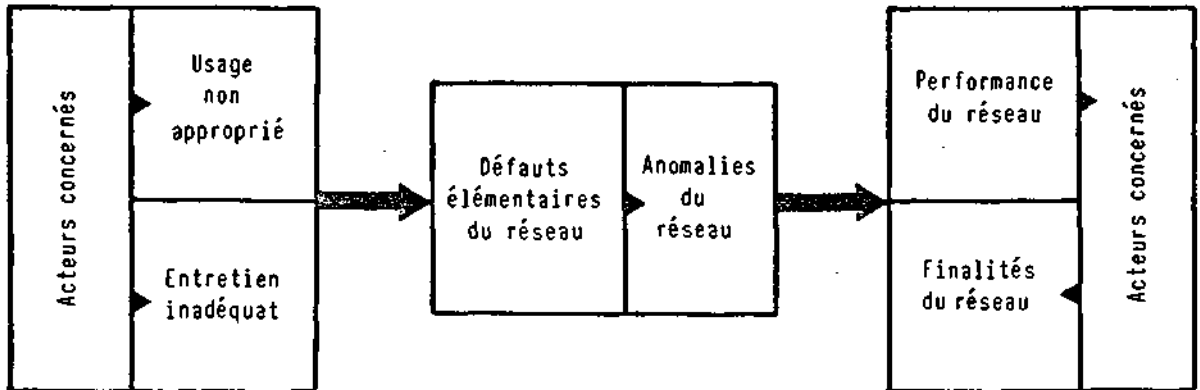 Acteurs concernés
Usage
non
approprié
Entretien
inadéquat
Défauts
élémentaires
du réseau
Anomalies
du
réseau
Performance
du réseau
Finalités
du réseau
Acteurs concernés